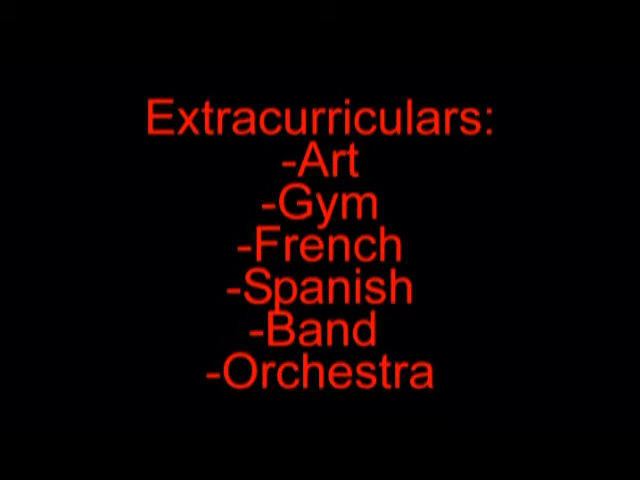 Extracurriculars:
-Art
-Gym
-French
-Spanish
-Band
-Orchestra